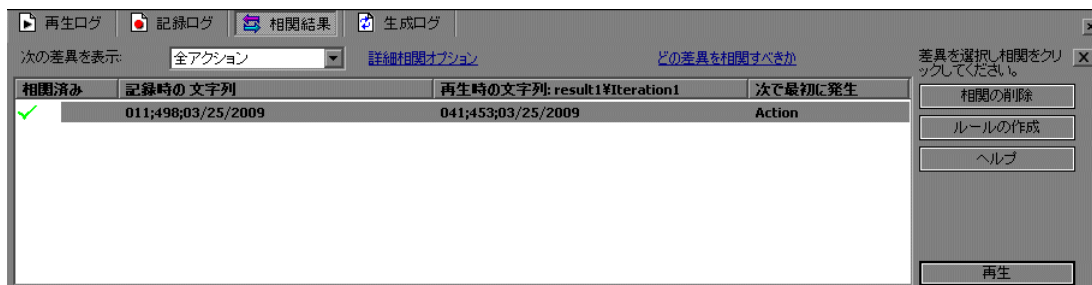 再生ログ 記録ログ 相関結果 生成ログ
次の差異を表示: 全アクション 詳細相関オプション どの差異を相関すべきか
差異を選択し相関をクリ
ックしてください。
相関済み 記録時の 文字列 再生時の文字列: result1¥Iteration1 次で最初に発生
011;498;03/25/2009 041;453;03/25/2009 Action
相関の削除
ルールの作成
ヘルプ
再生